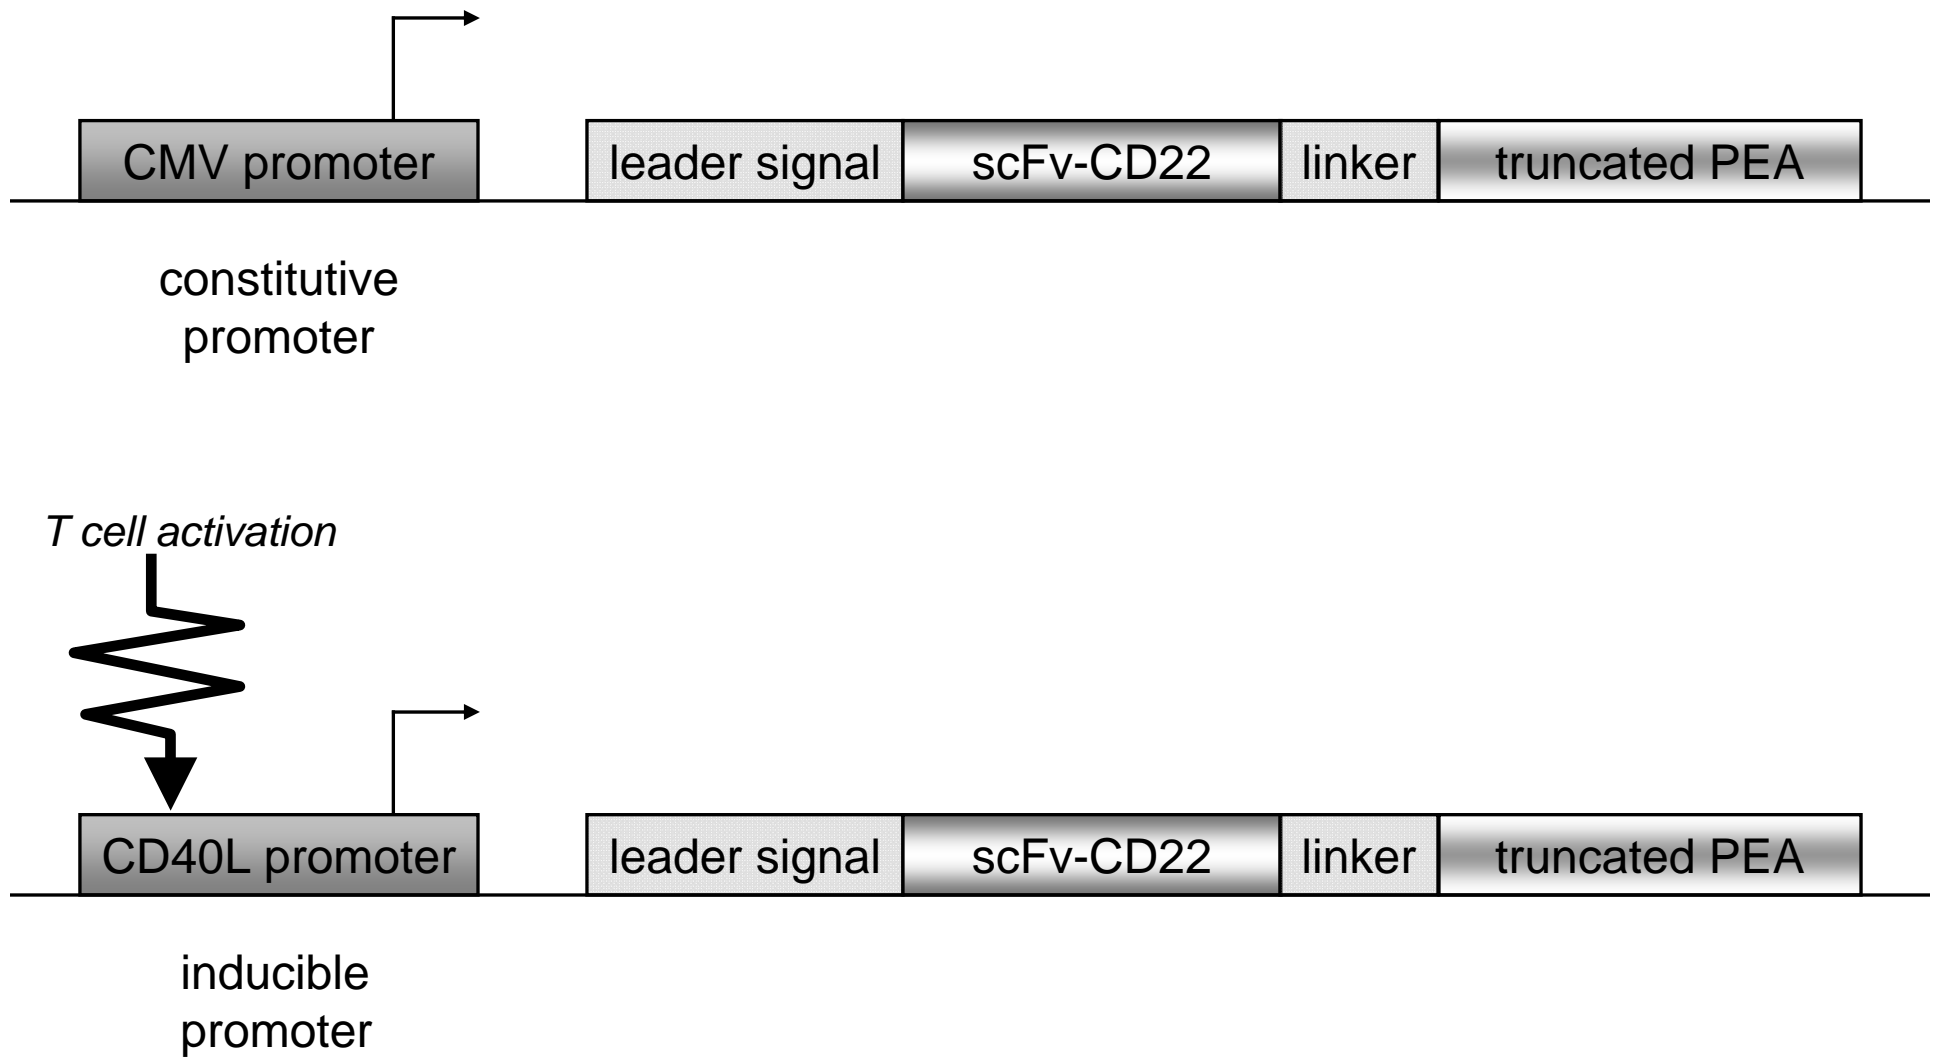 CMV promoter leader signal scFv-CD22 linker truncated PEA
constitutive
promoter
T cell activation
CD40L promoter leader signal scFv-CD22 linker truncated PEA
inducible
promoter